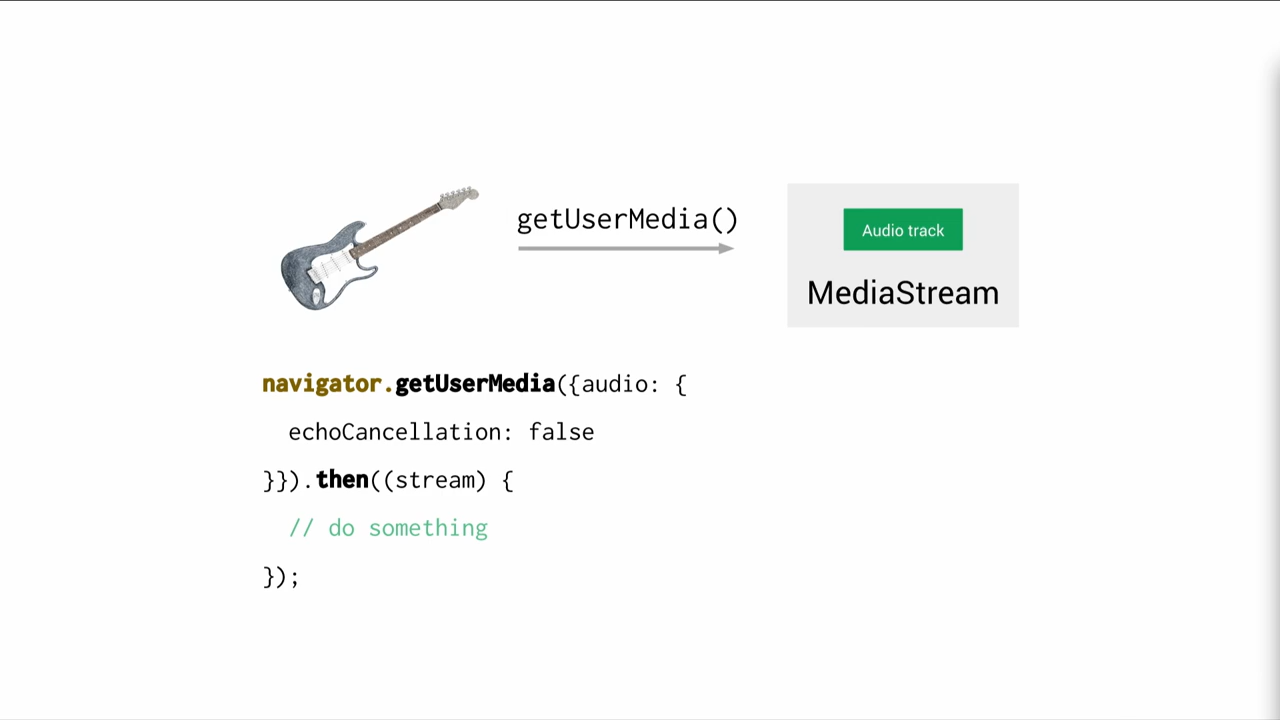 getUserMedia()
Audio track
MediaStream
navigator.getUserMedia({audio: {
echoCancellation: false
}}).then((stream) {
// do something
});